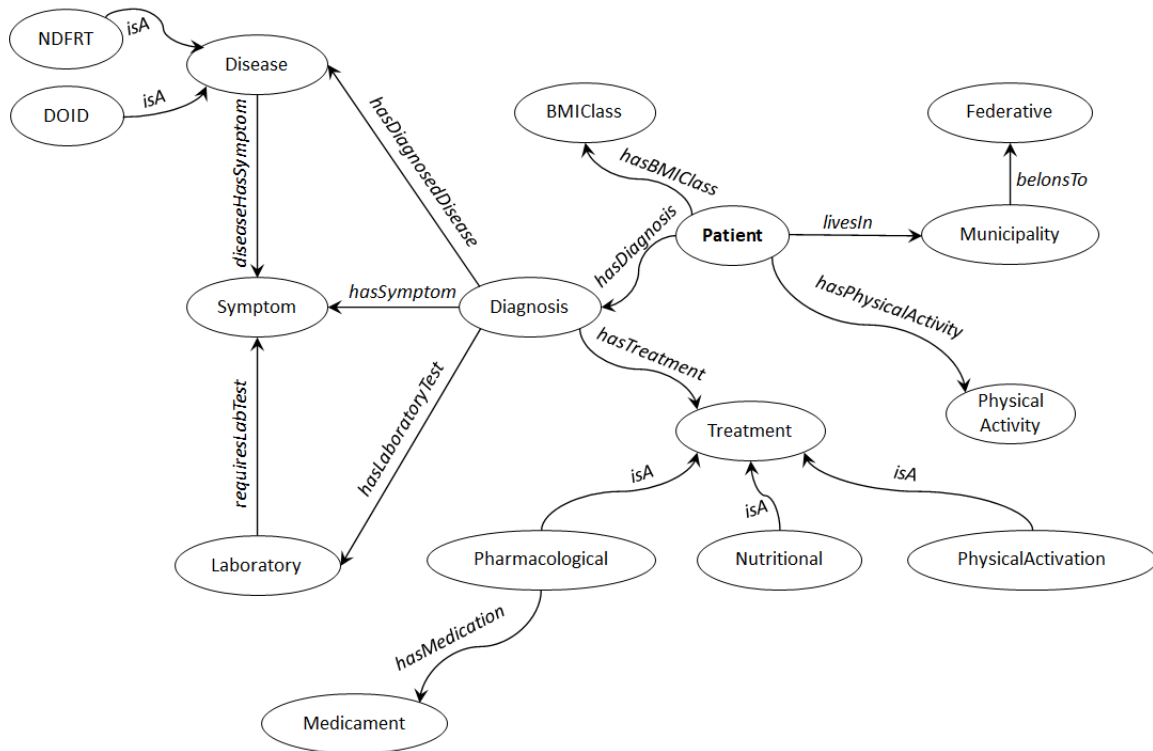 NDFRT
isA
Disease
DOID
isA
hasDiagnosedDisease
diseaseHasSymptom
BMIClass
Federative
hasBMIClass
belonsTo
Patient
livesIn
Municipality
hasDiagnosis
Symptom
hasSymptom
Diagnosis
hasPhysicalActivity
hasTreatment
requiresLabTest
hasLaboratoryTest
Physical
Activity
Treatment
isA
isA
isA
Laboratory
Pharmacological
Nutritional
PhysicalActivation
hasMedication
Medicament